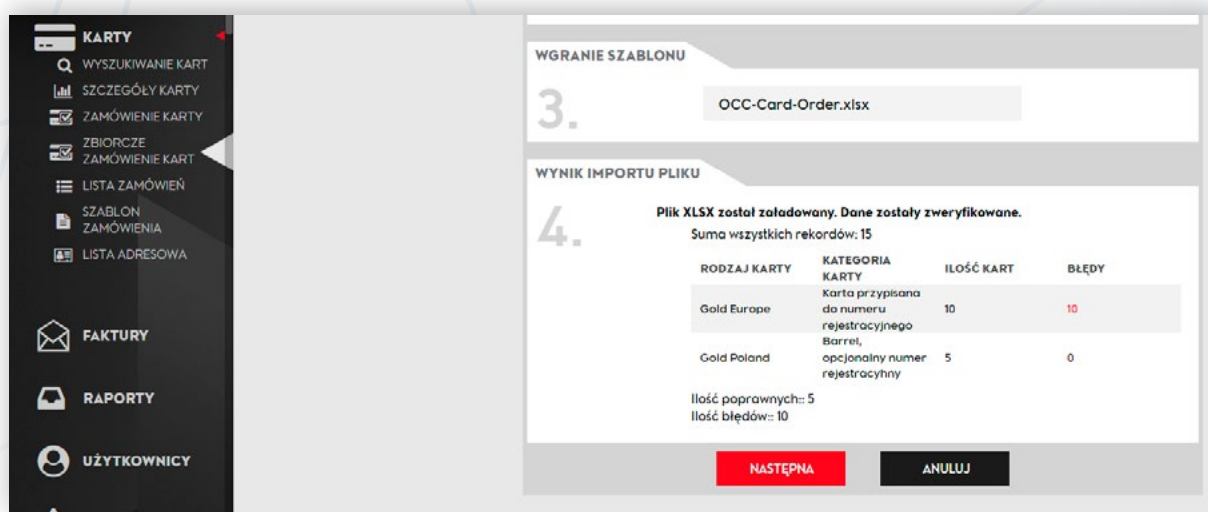 KARTY
WYSZUKIWANIE KART
SZCZEGÓŁY KARTY
ZAMÓWIENIE KARTY
ZBIORCZE
ZAMÓWIENIE KART
LISTA ZAMÓWIEŃ
SZABLON
ZAMÓWIENIA
LISTA ADRESOWA
FAKTURY
RAPORTY
UŻYTKOWNICY
WGRANIE SZABLONU
3.
OCC-Card-Order.xlsx
WYNIK IMPORTU PLIKU
4.
Plik XLSX został załadowany. Dane zostały zweryfikowane.
Suma wszystkich rekordów: 15
RODZAJ KARTY KATEGORIA KARTY ILOŚĆ KART BŁĘDY
Karta przypisana
Gold Europe do numeru 10 10
rejestracyjnego
Barrel,
Gold Poland opcjonalny numer 5 0
rejestracyhny
Ilość poprawnych:: 5
Ilość błędów:: 10
NASTĘPNA ANULUJ